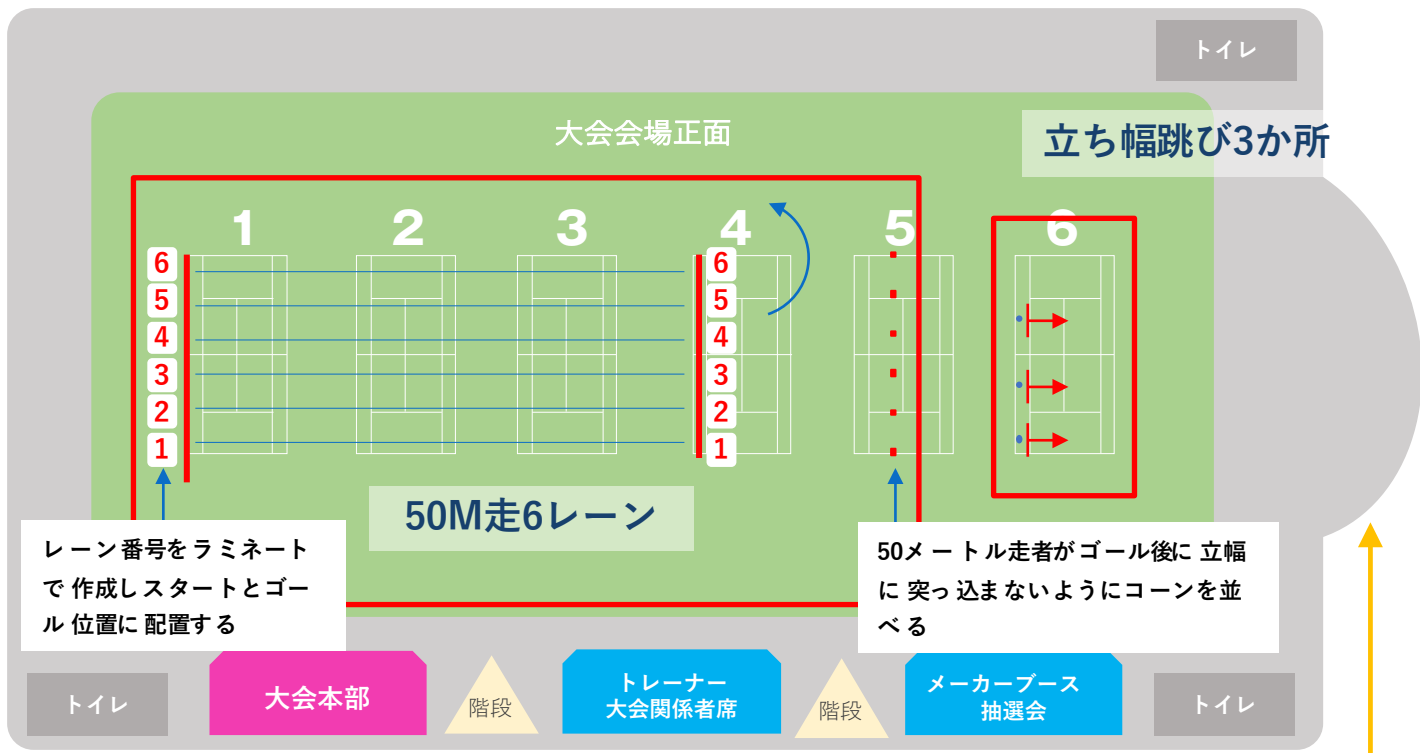 トイレ
大会会場正面
立ち幅跳び3か所
1 2 3 4 5 6
6 6
5 5
4 4
3 3
2 2
1 1
50M走6レーン
レーン番号をラミネート
で作成しスタートとゴー
ル位置に配置する
50メートル走者がゴール後に立幅
に突っ込まないようにコーンを並
べる
トイレ
大会本部
階段
トレーナー
大会関係者席
階段
メーカーブース
抽選会
トイレ